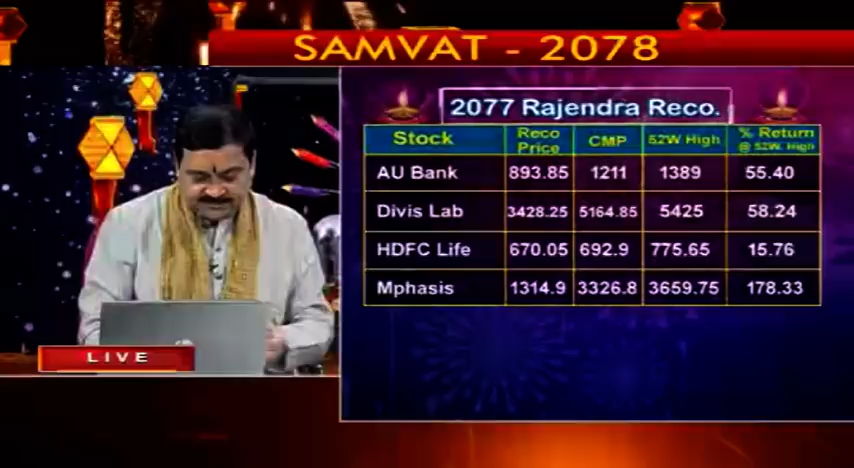 SAMVAT - 2078
2077 Rajendra Reco.
Stock Reco Price CMP 52W High % Return @ 52W. High
AU Bank 893.85 1211 1389 55.40
Divis Lab 3428.25 5164.85 5425 58.24
HDFC Life 670.05 692.9 775.65 15.76
Mphasis 1314.9 3326.8 3659.75 178.33
LIVE